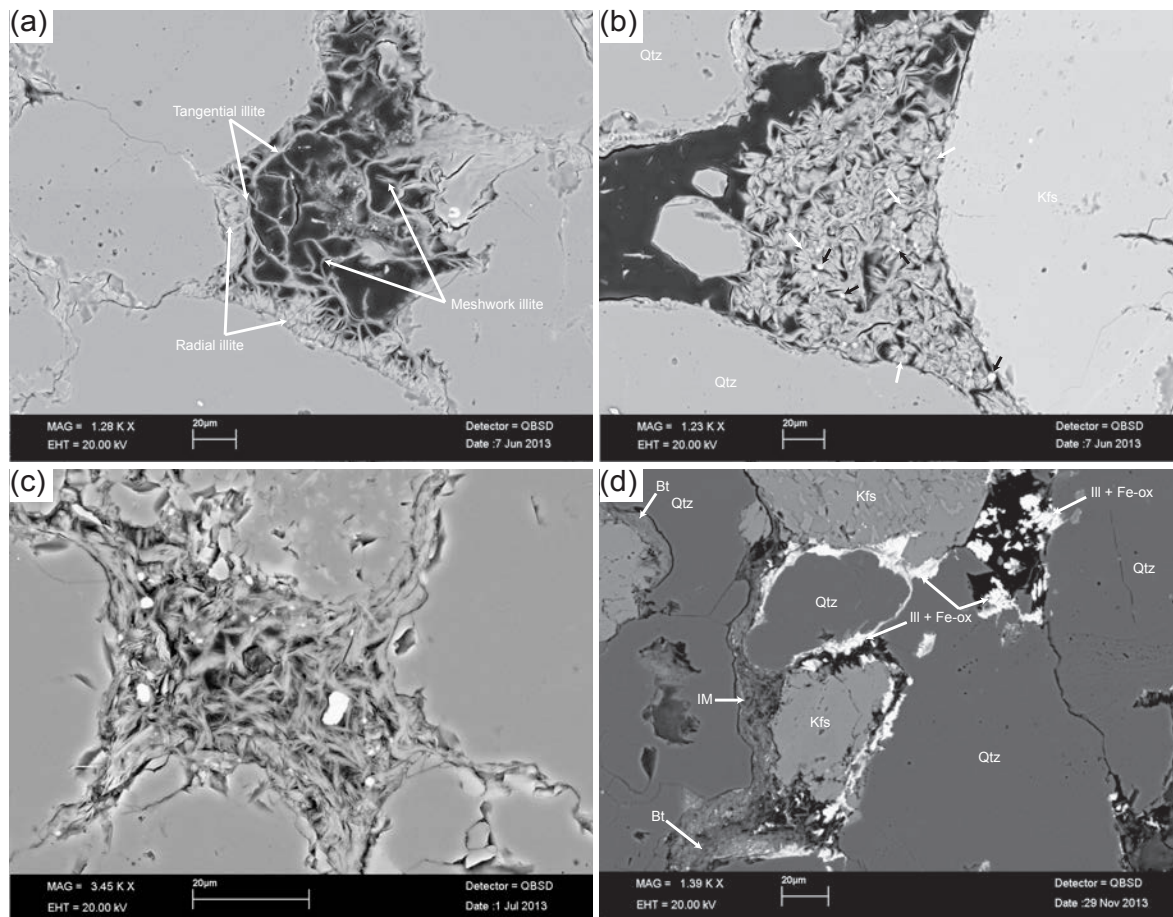 (a)
Tangential illite
Meshwork illite
Radial illite
MAG = 1.28 K X
EHT = 20.00 kV
20µm
Detector = QBSD
Date :7 Jun 2013
(b)
Qtz
Kfs
Qtz
MAG = 1.23 K X
EHT = 20.00 kV
20µm
Detector = QBSD
Date :7 Jun 2013
(c)
MAG = 3.45 K X
EHT = 20.00 kV
20µm
Detector = QBSD
Date :1 Jul 2013
(d)
Bt
Qtz
Kfs
Ill + Fe-ox
Qtz
Qtz
Ill + Fe-ox
IM
Kfs
Qtz
Bt
MAG = 1.39 K X
EHT = 20.00 kV
20µm
Detector = QBSD
Date :29 Nov 2013